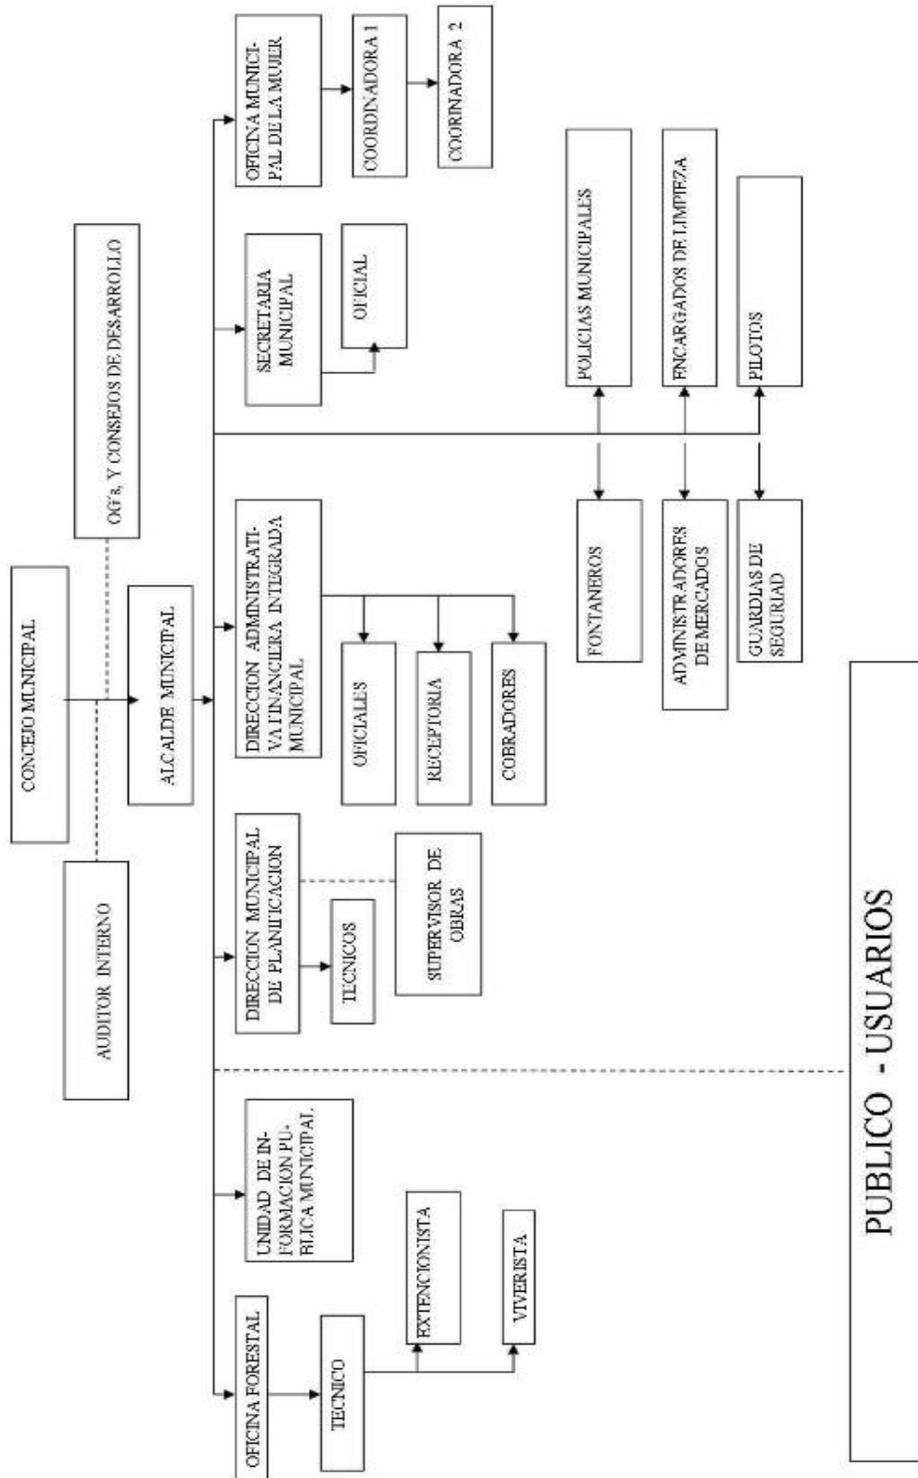 CONCEJO MUNICIPAL
AUDITOR INTERNO
OG's, Y CONSEJOS DE DESARROLLO
ALCALDE MUNICIPAL
OFICINA FORESTAL
TECNICO
EXTENCIONISTA
VIVERISTA
UNIDAD DE IN-
FORMACION PU-
BLICA MUNICIPAL
DIRECCION MUNICIPAL
DE PLANIFICACION
TECNICOS
SUPERVISOR DE
OBRAS
DIRECCION ADMINISTRATI-
VA FINANCIERA INTEGRADA
MUNICIPAL
OFICIALES
RECEPTORIA
COBRADORES
SECRETARIA
MUNICIPAL
OFICIAL
OFICINA MUNICI-
PAL DE LA MUJER
COORDINADORA 1
COORINADORA 2
FONTANEROS
POLICIAS MUNICIPALES
ADMINISTRADORES
DE MERCADOS
ENCARGADOS DE LIMPIEZA
GUARDIAS DE
SEGURIAD
PILOTOS
PUBLICO - USUARIOS